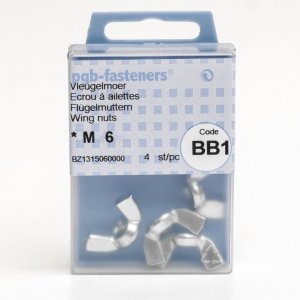 pgb-fasteners®
Vleugelmoer
Ecrou à ailettes
Flügelmuttern
Wing nuts
* M 6
BZ1315060000 4 st/pc
Code
BB1